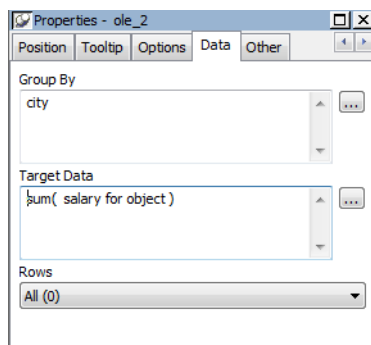 Properties - ole_2
Position Tooltip Options Data Other
Group By
city
...
Target Data
sum( salary for object )
...
Rows
All (0)